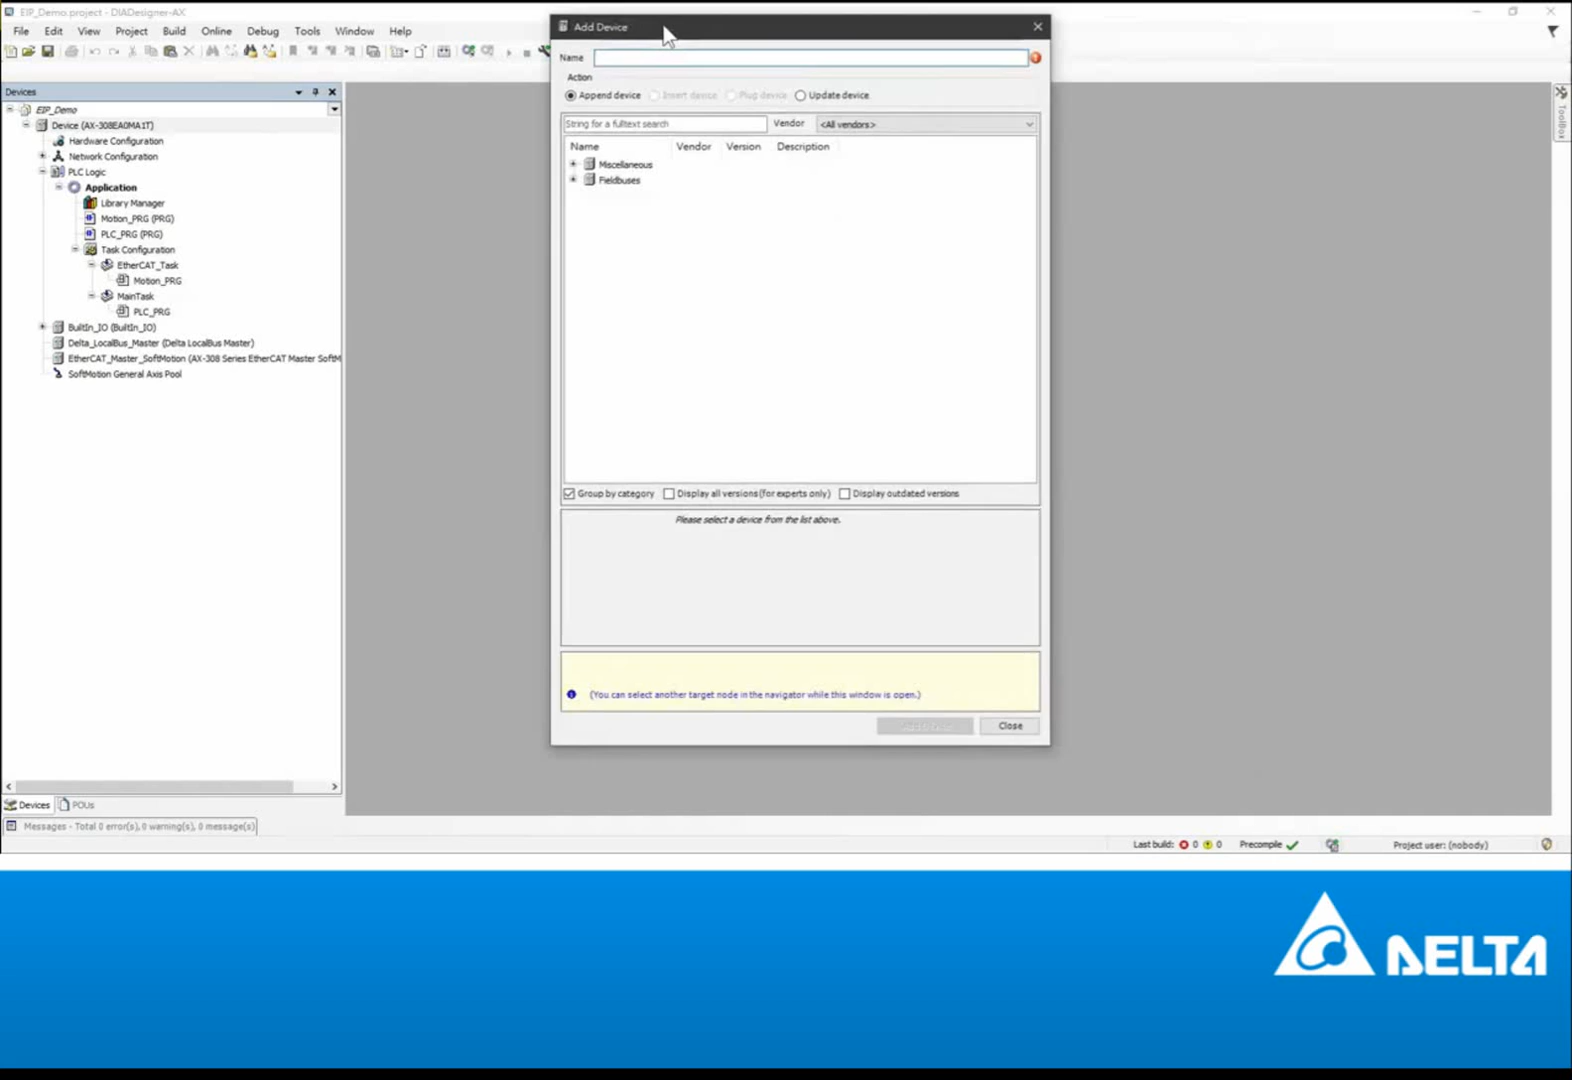 EIP_Demo.project - DIADesigner-AX
File Edit View Project Build Online Debug Tools Window Help
Devices
EIP_Demo
Device (AX-308EA0MA1T)
Hardware Configuration
Network Configuration
PLC Logic
Application
Library Manager
Motion_PRG (PRG)
PLC_PRG (PRG)
Task Configuration
EtherCAT_Task
Motion_PRG
MainTask
PLC_PRG
BuiltIn_IO (BuiltIn_IO)
Delta_LocalBus_Master (Delta LocalBus Master)
EtherCAT_Master_SoftMotion (AX-308 Series EtherCAT Master SoftM
SoftMotion General Axis Pool
Devices POUs
Messages - Total 0 error(s), 0 warning(s), 0 message(s)
Add Device
Name
Action
Append device Insert device Plug device Update device
String for a fulltext search Vendor <All vendors>
Name Vendor Version Description
Miscellaneous
Fieldbuses
Group by category Display all versions(for experts only) Display outdated versions
Please select a device from the list above.
(You can select another target node in the navigator while this window is open.)
Close
ToolBox
Last build: 0 0 Precompile Project user: (nobody)
DELTA